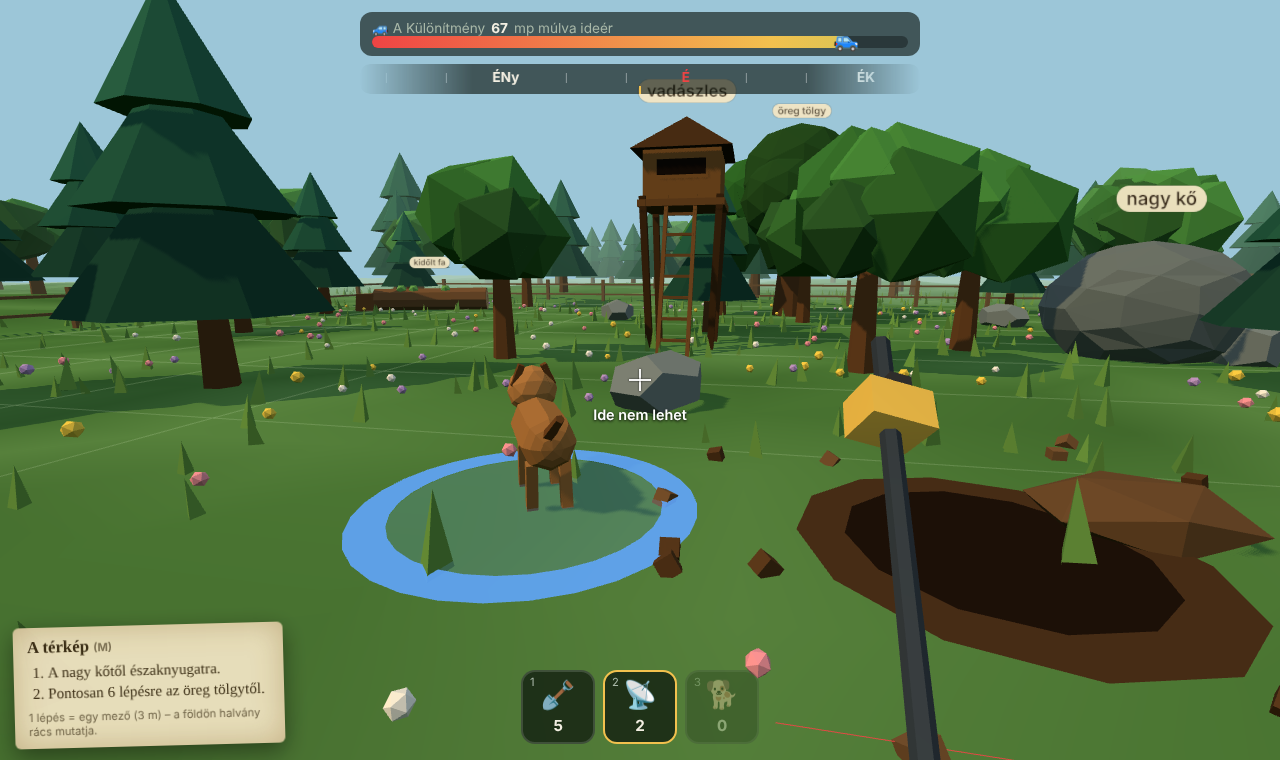 A Különítmény 67 mp múlva ideér
ÉNy
É
ÉK
vadászles
öreg tölgy
nagy kő
kidőlt fa
Ide nem lehet
A térkép (M)
1. A nagy kőtől északnyugatra.
2. Pontosan 6 lépésre az öreg tölgytől.
1 lépés = egy mező (3 m) – a földön halvány
rács mutatja.
1
5
2
2
3
0